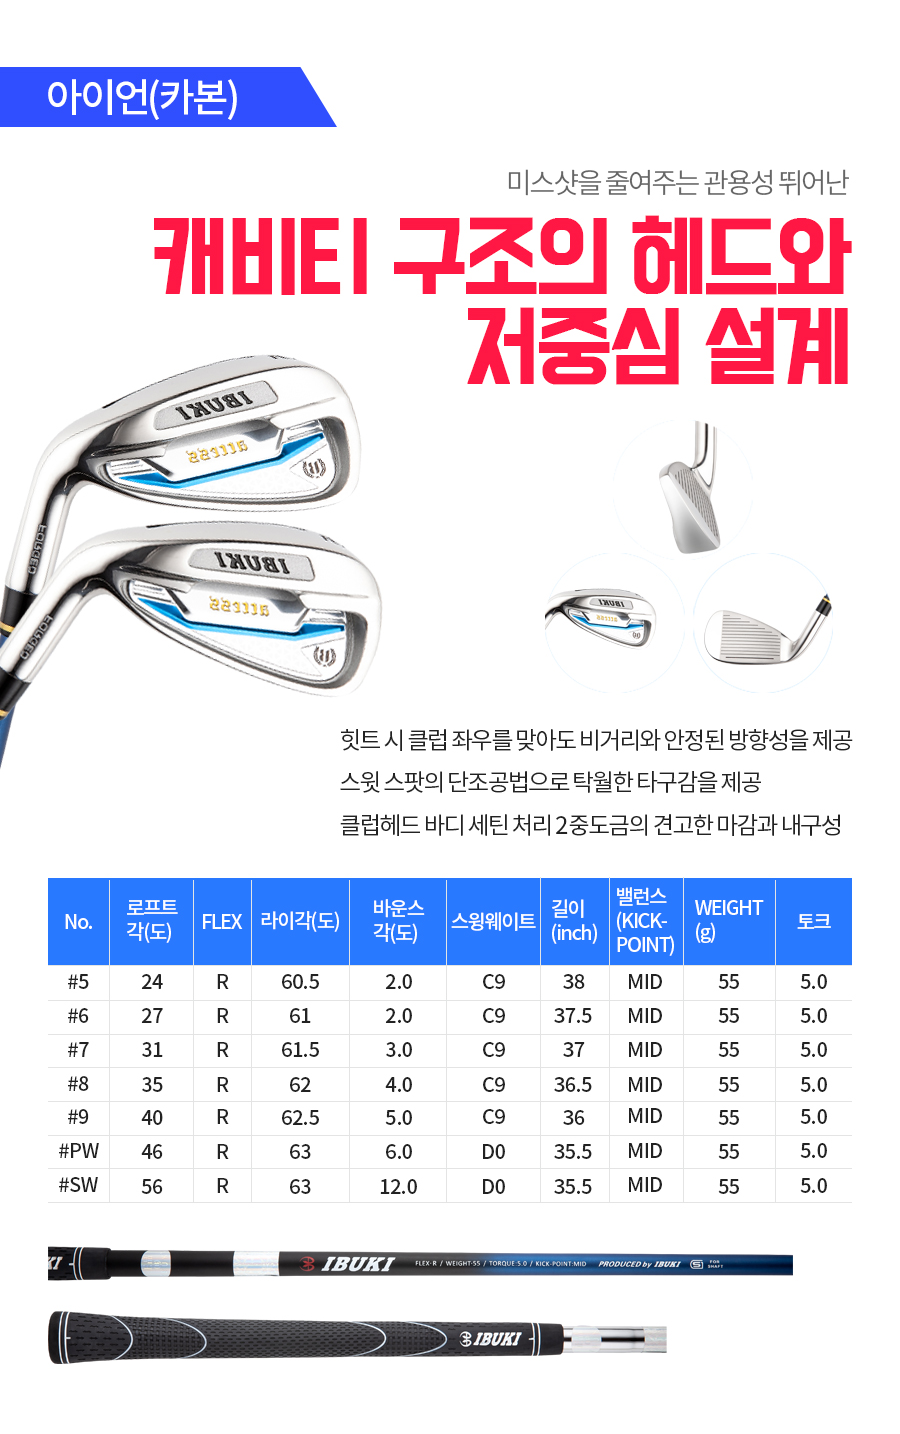 아이언(카본)
미스샷을 줄여주는 관용성 뛰어난
캐비티 구조의 헤드와
저중심 설계
IBUKI
attess
FORGED
IBUKI
attess
FORGED
IBUKI
힛트 시 클럽 좌우를 맞아도 비거리와 안정된 방향성을 제공
스윗 스팟의 단조공법으로 탁월한 타구감을 제공
클럽헤드 바디 세틴 처리 2중도금의 견고한 마감과 내구성
No. 로프트각(도) FLEX 라이각(도) 바운스각(도) 스윙웨이트 길이(inch) 밸런스(KICK-POINT) WEIGHT(g) 토크
#5 24 R 60.5 2.0 C9 38 MID 55 5.0
#6 27 R 61 2.0 C9 37.5 MID 55 5.0
#7 31 R 61.5 3.0 C9 37 MID 55 5.0
#8 35 R 62 4.0 C9 36.5 MID 55 5.0
#9 40 R 62.5 5.0 C9 36 MID 55 5.0
#PW 46 R 63 6.0 D0 35.5 MID 55 5.0
#SW 56 R 63 12.0 D0 35.5 MID 55 5.0
IBUKI FLEX-R / WEIGHT-55 / TORQUE 5.0 / KICK-POINT:MID PRODUCED by IBUKI S FOR SHAFT
IBUKI